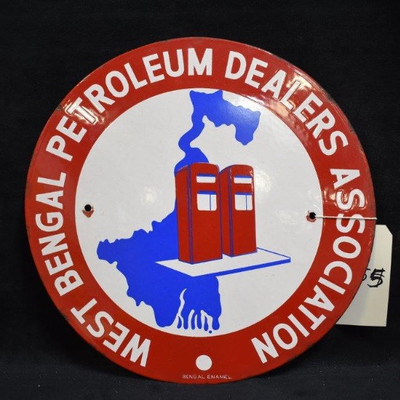 WEST BENGAL PETROLEUM DEALERS ASSOCIATION
BENGAL ENAMEL